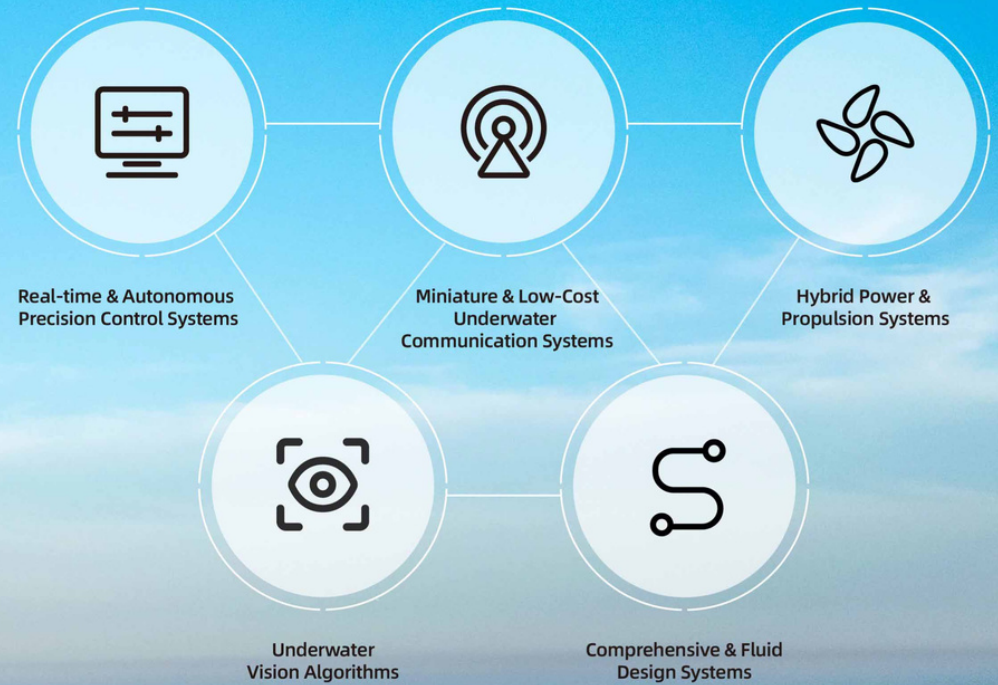 Real-time & Autonomous
Precision Control Systems
Miniature & Low-Cost
Underwater
Communication Systems
Hybrid Power &
Propulsion Systems
Underwater
Vision Algorithms
Comprehensive & Fluid
Design Systems